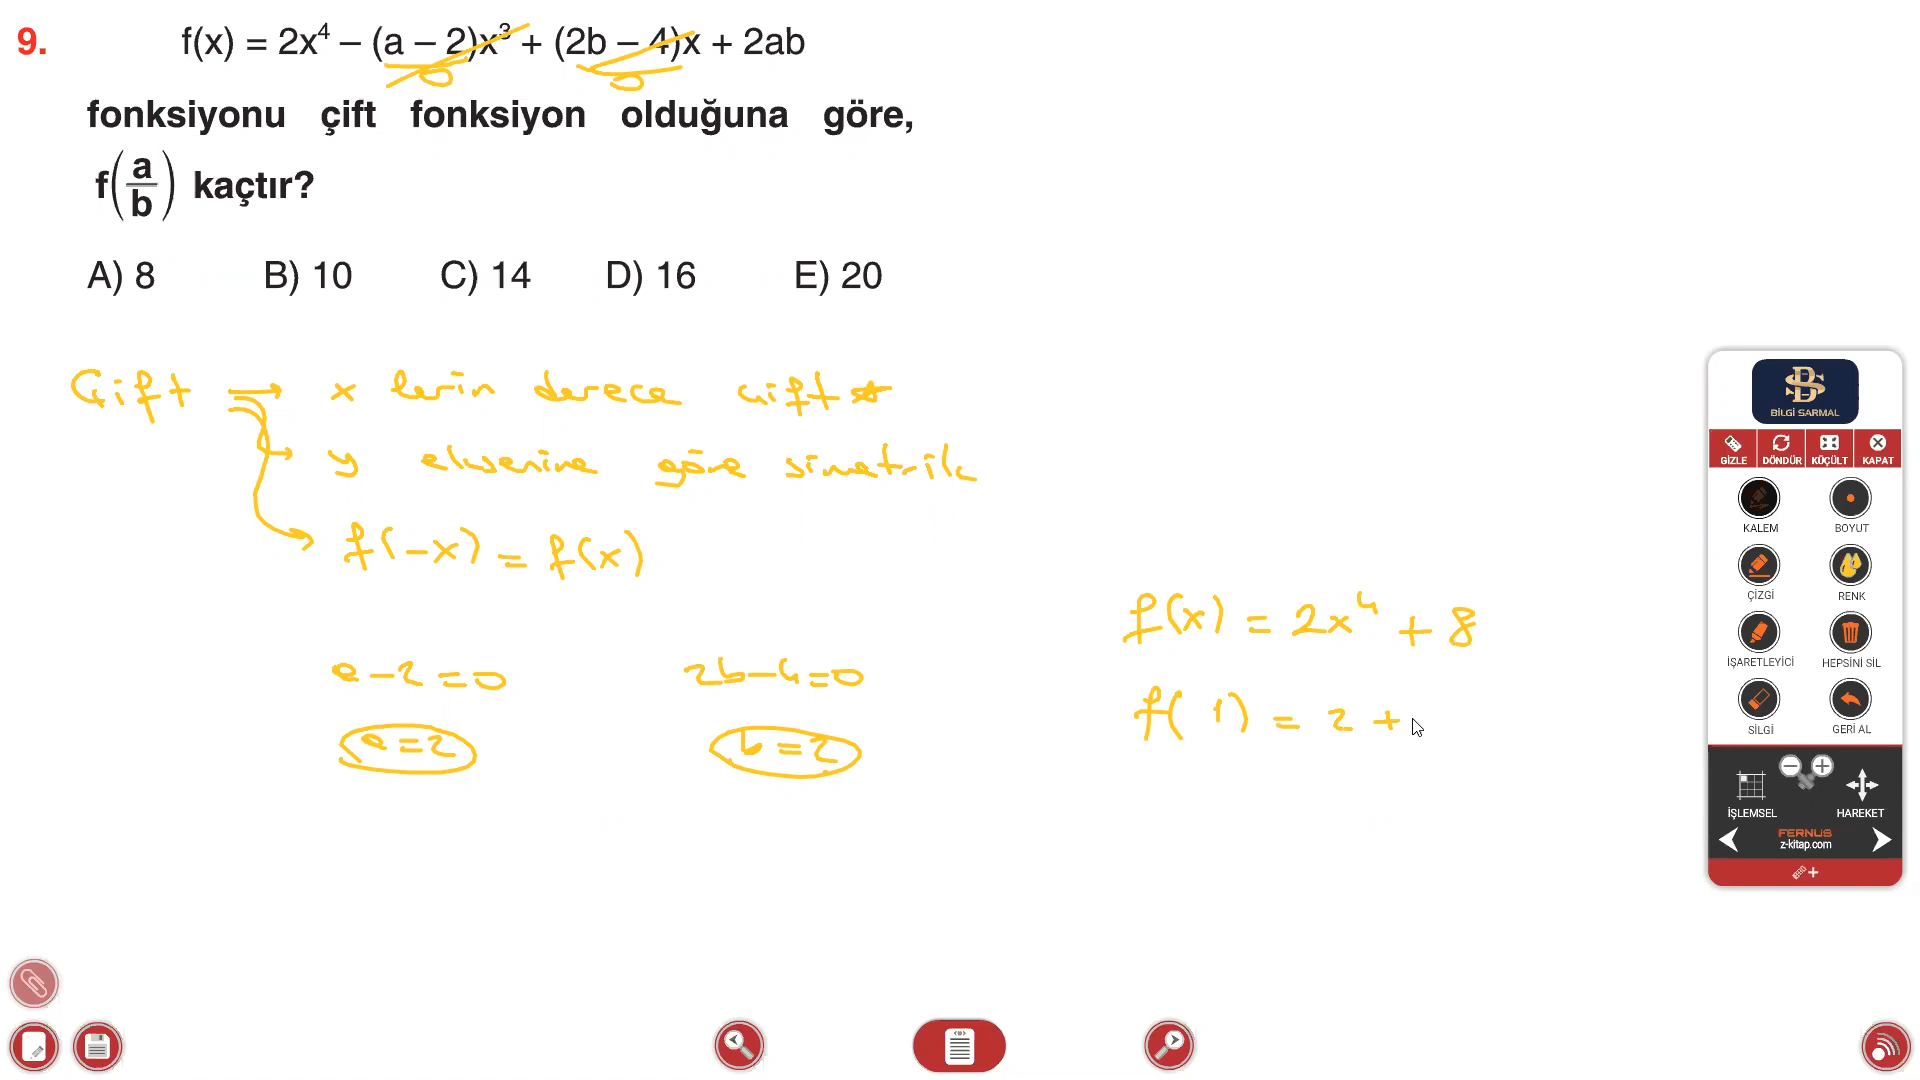 9. f(x) = 2x⁴ – (a – 2)x³ + (2b – 4)x + 2ab
0 0
fonksiyonu çift fonksiyon olduğuna göre,
f(a/b) kaçtır?
A) 8 B) 10 C) 14 D) 16 E) 20
Çift → x lerin derece çift
→ y eksenine göre simetrik
→ f(-x) = f(x)
f(x) = 2x⁴ + 8
a-2=0 2b-4=0
f( 1) = 2 +
a=2 b=2
BİLGİ SARMAL
GİZLE DÖNDÜR KÜÇÜLT KAPAT
KALEM BOYUT
ÇİZGİ RENK
İŞARETLEYİCİ HEPSİNİ SİL
SİLGİ GERİ AL
İŞLEMSEL HAREKET
FERNUS
z-kitap.com